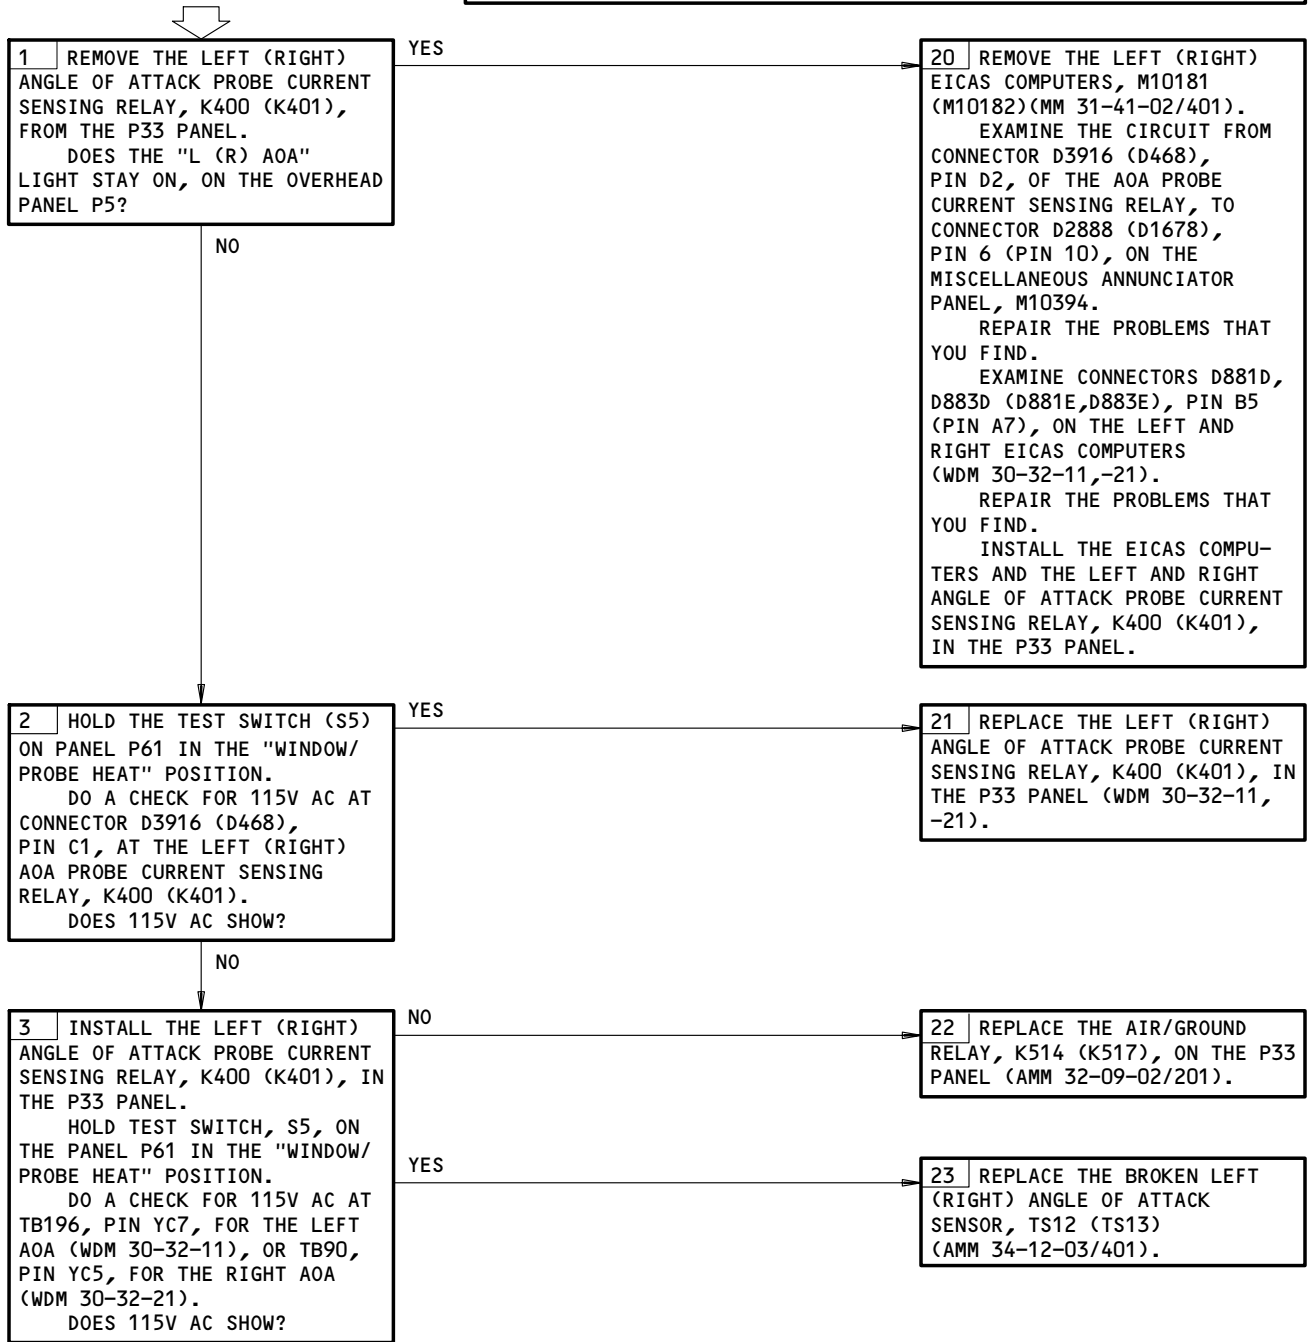 1 REMOVE THE LEFT (RIGHT)
ANGLE OF ATTACK PROBE CURRENT
SENSING RELAY, K400 (K401),
FROM THE P33 PANEL.
DOES THE "L (R) AOA"
LIGHT STAY ON, ON THE OVERHEAD
PANEL P5?
YES
NO
20 REMOVE THE LEFT (RIGHT)
EICAS COMPUTERS, M10181
(M10182)(MM 31-41-02/401).
EXAMINE THE CIRCUIT FROM
CONNECTOR D3916 (D468),
PIN D2, OF THE AOA PROBE
CURRENT SENSING RELAY, TO
CONNECTOR D2888 (D1678),
PIN 6 (PIN 10), ON THE
MISCELLANEOUS ANNUNCIATOR
PANEL, M10394.
REPAIR THE PROBLEMS THAT
YOU FIND.
EXAMINE CONNECTORS D881D,
D883D (D881E,D883E), PIN B5
(PIN A7), ON THE LEFT AND
RIGHT EICAS COMPUTERS
(WDM 30-32-11,-21).
REPAIR THE PROBLEMS THAT
YOU FIND.
INSTALL THE EICAS COMPU-
TERS AND THE LEFT AND RIGHT
ANGLE OF ATTACK PROBE CURRENT
SENSING RELAY, K400 (K401),
IN THE P33 PANEL.
2 HOLD THE TEST SWITCH (S5)
ON PANEL P61 IN THE "WINDOW/
PROBE HEAT" POSITION.
DO A CHECK FOR 115V AC AT
CONNECTOR D3916 (D468),
PIN C1, AT THE LEFT (RIGHT)
AOA PROBE CURRENT SENSING
RELAY, K400 (K401).
DOES 115V AC SHOW?
YES
NO
21 REPLACE THE LEFT (RIGHT)
ANGLE OF ATTACK PROBE CURRENT
SENSING RELAY, K400 (K401), IN
THE P33 PANEL (WDM 30-32-11,
-21).
3 INSTALL THE LEFT (RIGHT)
ANGLE OF ATTACK PROBE CURRENT
SENSING RELAY, K400 (K401), IN
THE P33 PANEL.
HOLD TEST SWITCH, S5, ON
THE PANEL P61 IN THE "WINDOW/
PROBE HEAT" POSITION.
DO A CHECK FOR 115V AC AT
TB196, PIN YC7, FOR THE LEFT
AOA (WDM 30-32-11), OR TB90,
PIN YC5, FOR THE RIGHT AOA
(WDM 30-32-21).
DOES 115V AC SHOW?
NO
22 REPLACE THE AIR/GROUND
RELAY, K514 (K517), ON THE P33
PANEL (AMM 32-09-02/201).
YES
23 REPLACE THE BROKEN LEFT
(RIGHT) ANGLE OF ATTACK
SENSOR, TS12 (TS13)
(AMM 34-12-03/401).